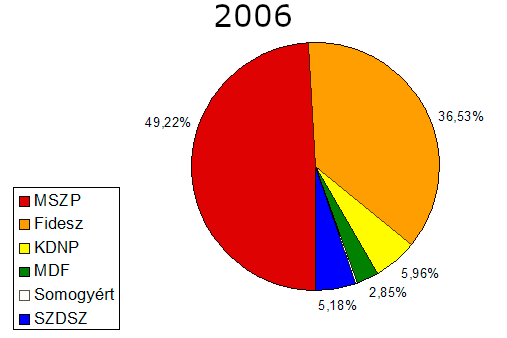 2006
49,22%
36,53%
5,96%
2,85%
5,18%
MSZP
Fidesz
KDNP
MDF
Somogyért
SZDSZ